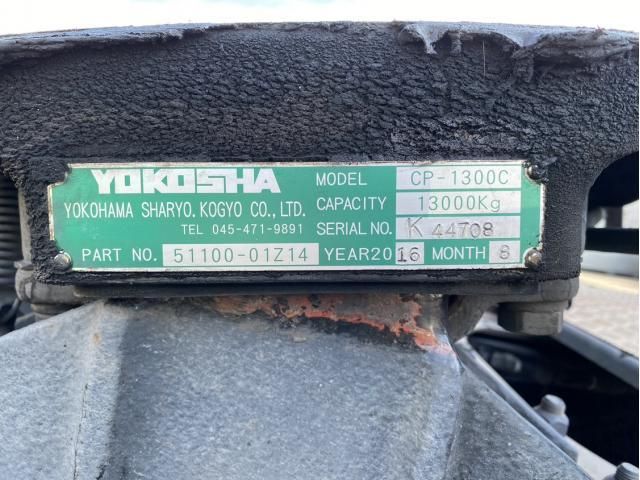 YOKOSHA MODEL CP-1300C
YOKOHAMA SHARYO.KOGYO CO., LTD. CAPACITY 13000Kg
TEL 045-471-9891 SERIAL NO. K 44708
PART NO. 51100-01Z14 YEAR2016 MONTH 8